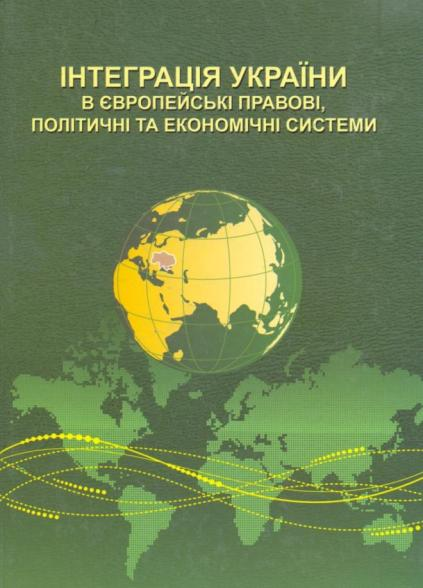 ІНТЕГРАЦІЯ УКРАЇНИ
В ЄВРОПЕЙСЬКІ ПРАВОВІ,
ПОЛІТИЧНІ ТА ЕКОНОМІЧНІ СИСТЕМИ